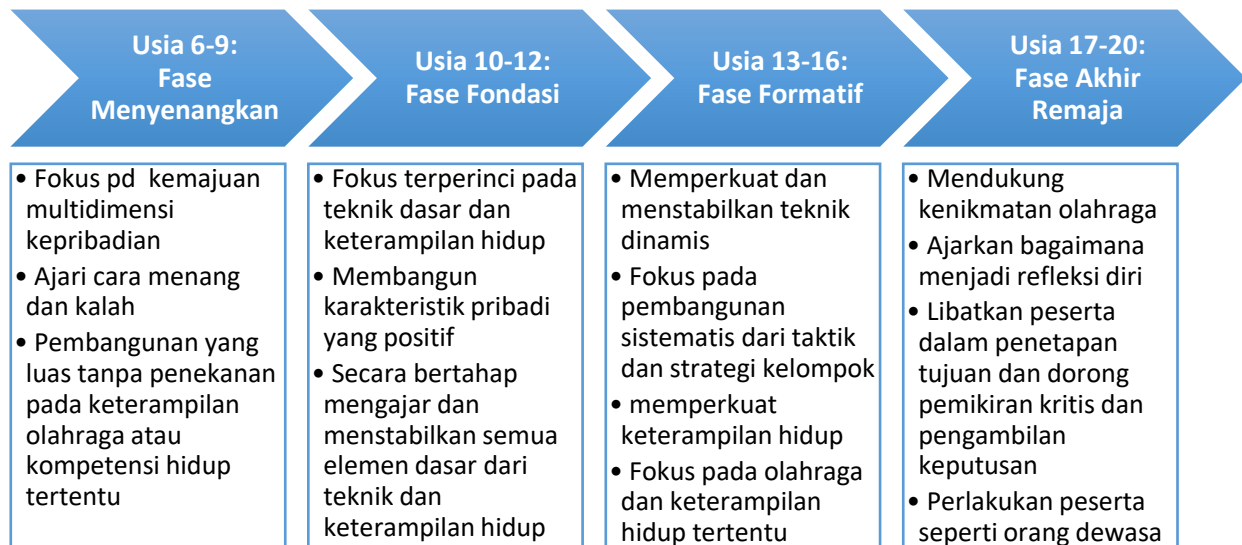 Usia 6-9:
Fase
Menyenangkan
• Fokus pd kemajuan
multidimensi
kepribadian
• Ajari cara menang
dan kalah
• Pembangunan yang
luas tanpa penekanan
pada keterampilan
olahraga atau
kompetensi hidup
tertentu
Usia 10-12:
Fase Fondasi
• Fokus terperinci pada
teknik dasar dan
keterampilan hidup
• Membangun
karakteristik pribadi
yang positif
• Secara bertahap
mengajar dan
menstabilkan semua
elemen dasar dari
teknik dan
keterampilan hidup
Usia 13-16:
Fase Formatif
• Memperkuat dan
menstabilkan teknik
dinamis
• Fokus pada
pembangunan
sistematis dari taktik
dan strategi kelompok
• memperkuat
keterampilan hidup
• Fokus pada olahraga
dan keterampilan
hidup tertentu
Usia 17-20:
Fase Akhir
Remaja
• Mendukung
kenikmatan olahraga
• Ajarkan bagaimana
menjadi refleksi diri
• Libatkan peserta
dalam penetapan
tujuan dan dorong
pemikiran kritis dan
pengambilan
keputusan
• Perlakukan peserta
seperti orang dewasa